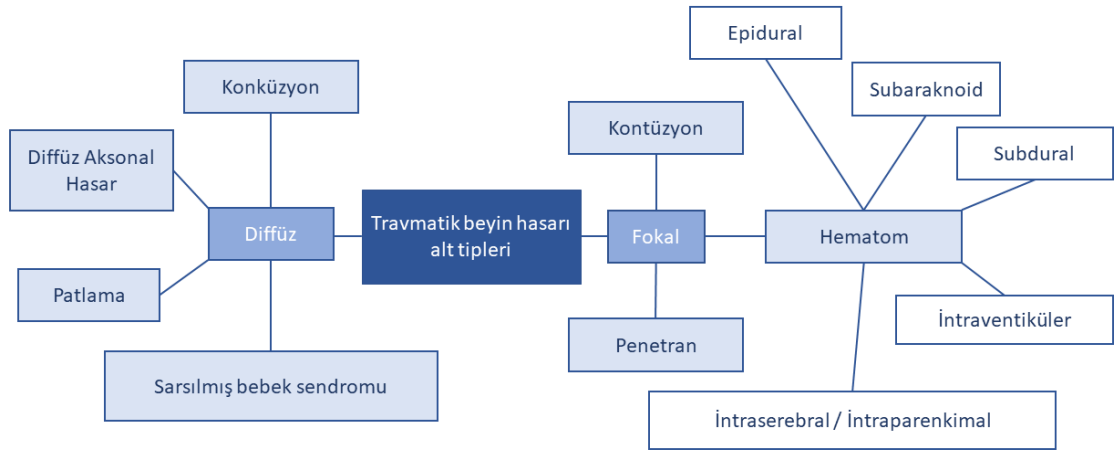 Epidural
Konküzyon
Subaraknoid
Kontüzyon
Diffüz Aksonal
Hasar
Subdural
Travmatik beyin hasarı
alt tipleri
Diffüz
Fokal
Hematom
Patlama
İntraventiküler
Penetran
Sarsılmış bebek sendromu
İntraserebral / İntraparenkimal